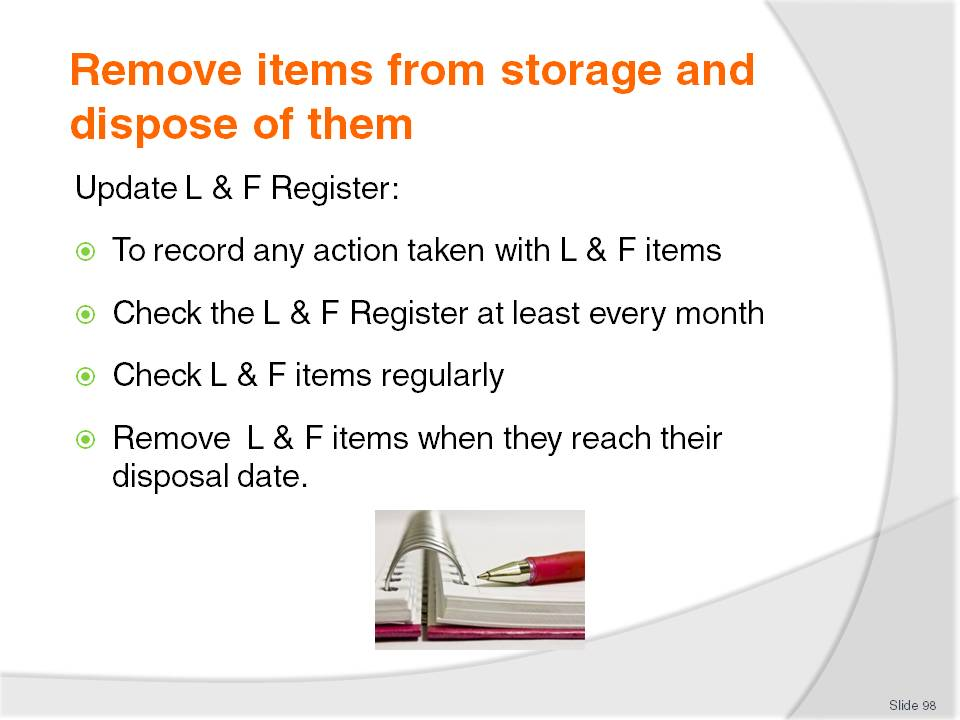 Remove items from storage and
dispose of them
Update L & F Register:
To record any action taken with L & F items
Check the L & F Register at least every month
Check L & F items regularly
Remove  L & F items when they reach their
disposal date.
Slide 98